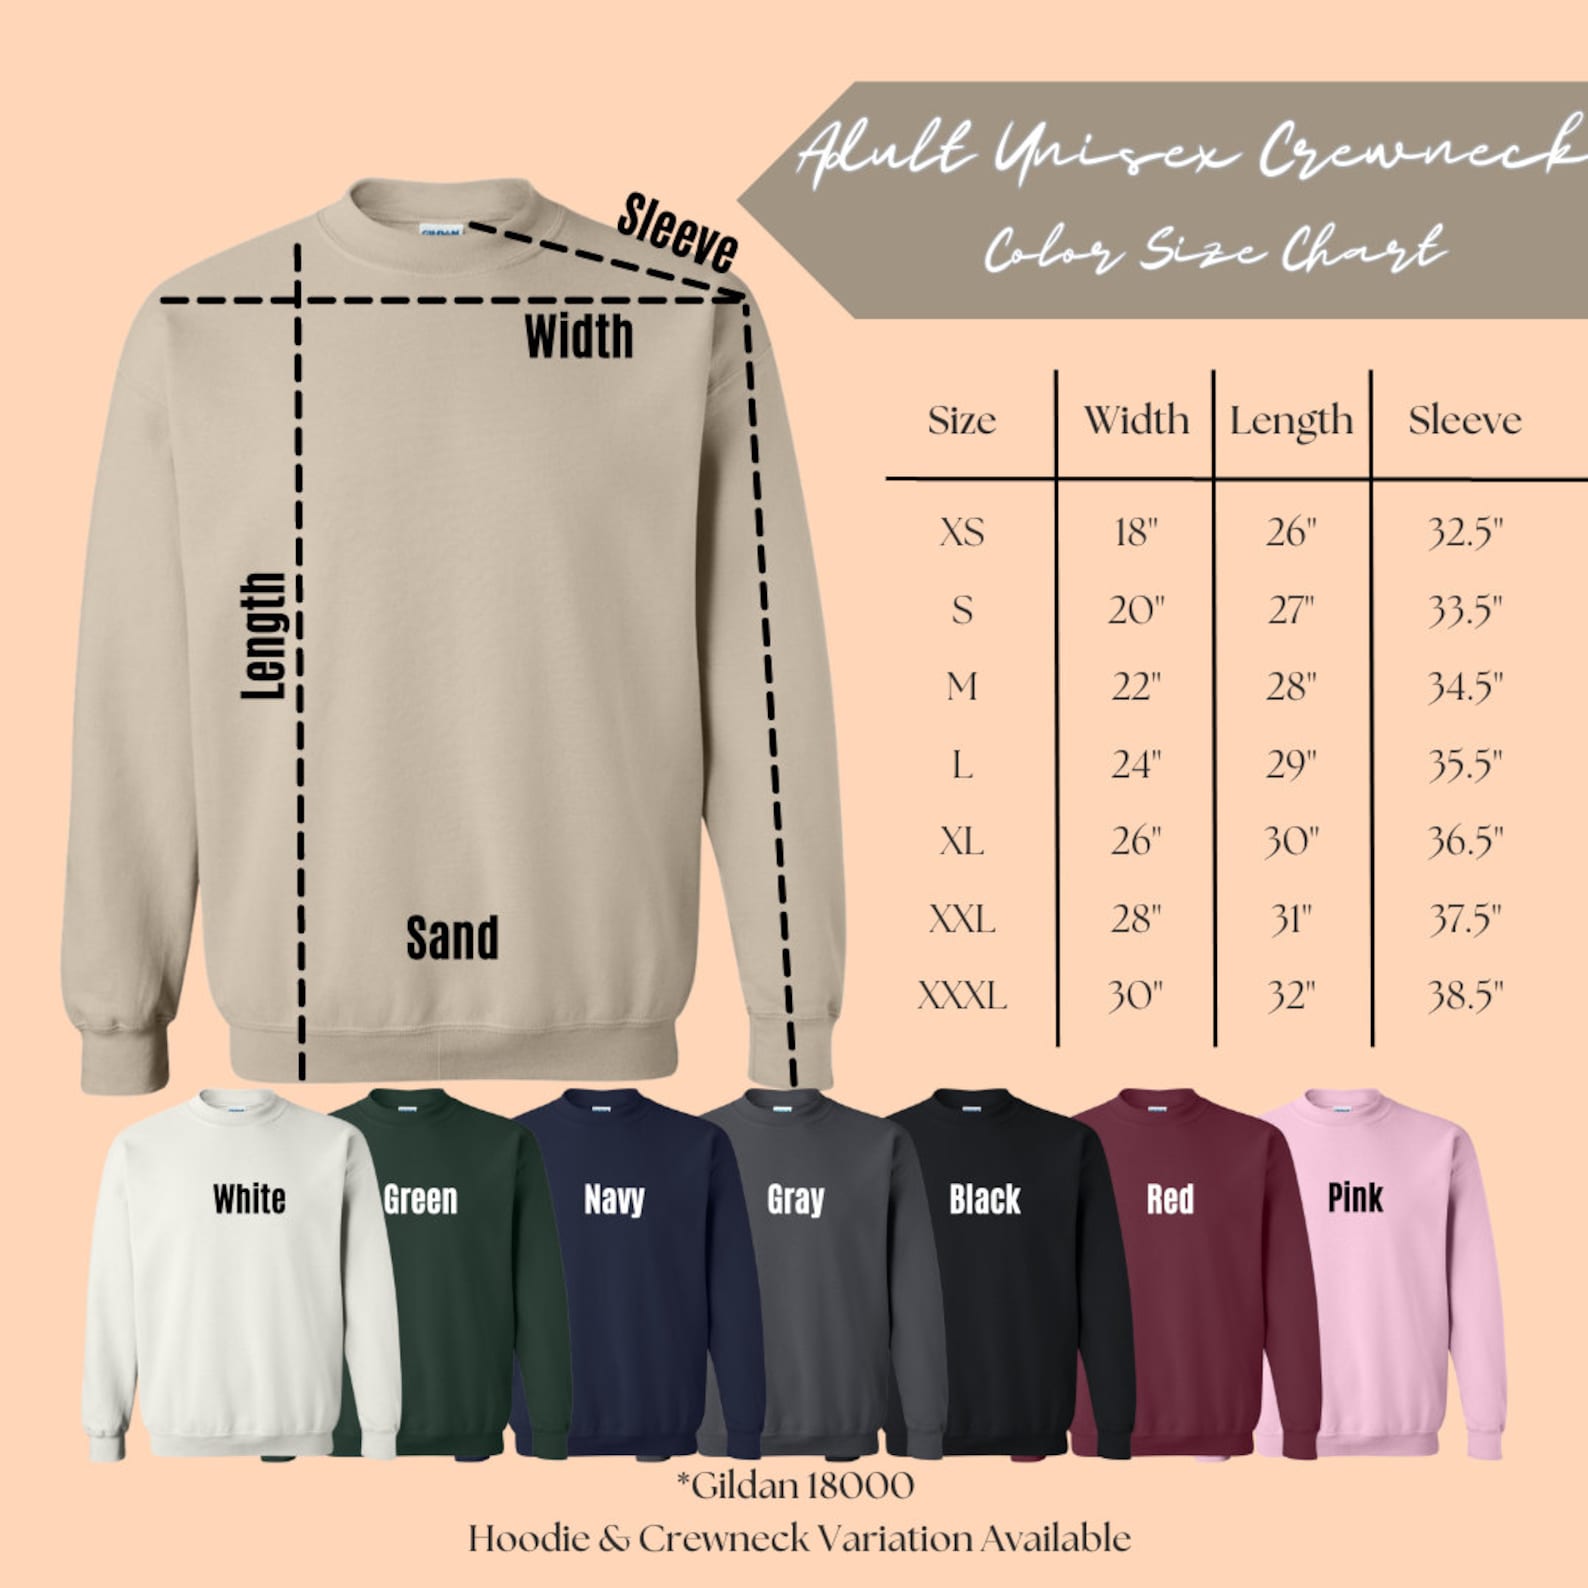 Adult Unisex Crewneck
Color Size Chart
Sleeve
Width
Length
Sand
Size Width Length Sleeve
XS 18" 26" 32.5"
S 20" 27" 33.5"
M 22" 28" 34.5"
L 24" 29" 35.5"
XL 26" 30" 36.5"
XXL 28" 31" 37.5"
XXXL 30" 32" 38.5"
White Green Navy Gray Black Red Pink
*Gildan 18000
Hoodie & Crewneck Variation Available